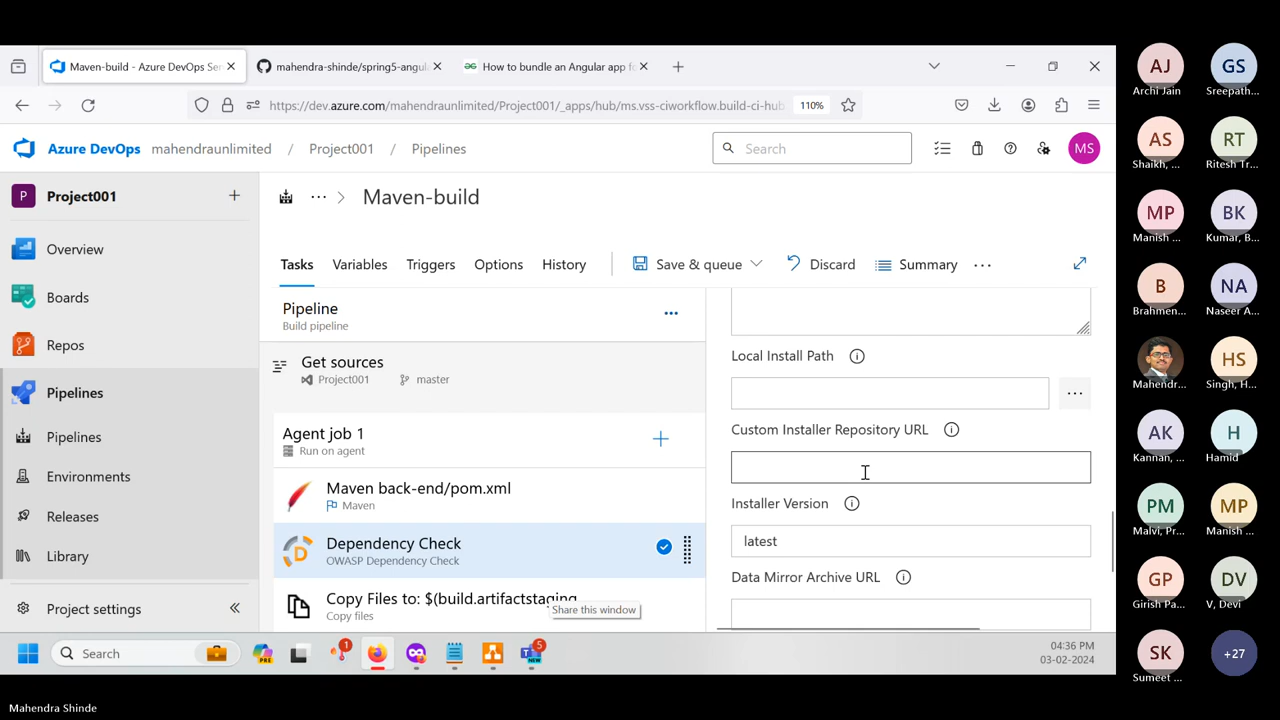 Maven-build - Azure DevOps Ser
mahendra-shinde/spring5-angul
How to bundle an Angular app fo
https://dev.azure.com/mahendraunlimited/Project001/_apps/hub/ms.vss-ciworkflow.build-ci-hub
110%
Azure DevOps
mahendraunlimited / Project001 / Pipelines
Search
MS
P
Project001
Overview
Boards
Repos
Pipelines
Pipelines
Environments
Releases
Library
Project settings
Maven-build
Tasks
Variables
Triggers
Options
History
Save & queue
Discard
Summary
Pipeline
Build pipeline
Get sources
Project001
master
Agent job 1
Run on agent
Maven back-end/pom.xml
Maven
Dependency Check
OWASP Dependency Check
Copy Files to: $(build.artifactstaging
Copy files
Share this window
Local Install Path
Custom Installer Repository URL
Installer Version
latest
Data Mirror Archive URL
Search
PRE
1
NEW
5
04:36 PM
03-02-2024
AJ
Archi Jain
GS
Sreepath...
AS
Shaikh, ...
RT
Ritesh Tr...
MP
Manish ...
BK
Kumar, B...
B
Brahmen...
NA
Naseer A...
Mahendr...
HS
Singh, H...
AK
Kannan, ...
H
Hamid
PM
Malvi, Pr...
MP
Manish ...
GP
Girish Pa...
DV
V, Devi
SK
Sumeet ...
+27
Mahendra Shinde